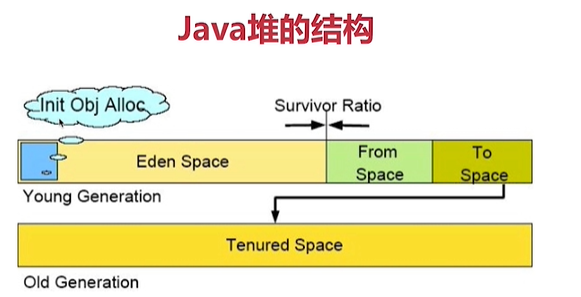 Java堆的结构
Init Obj Alloc
Survivor Ratio
Eden Space
From
Space
To
Space
Young Generation
Tenured Space
Old Generation